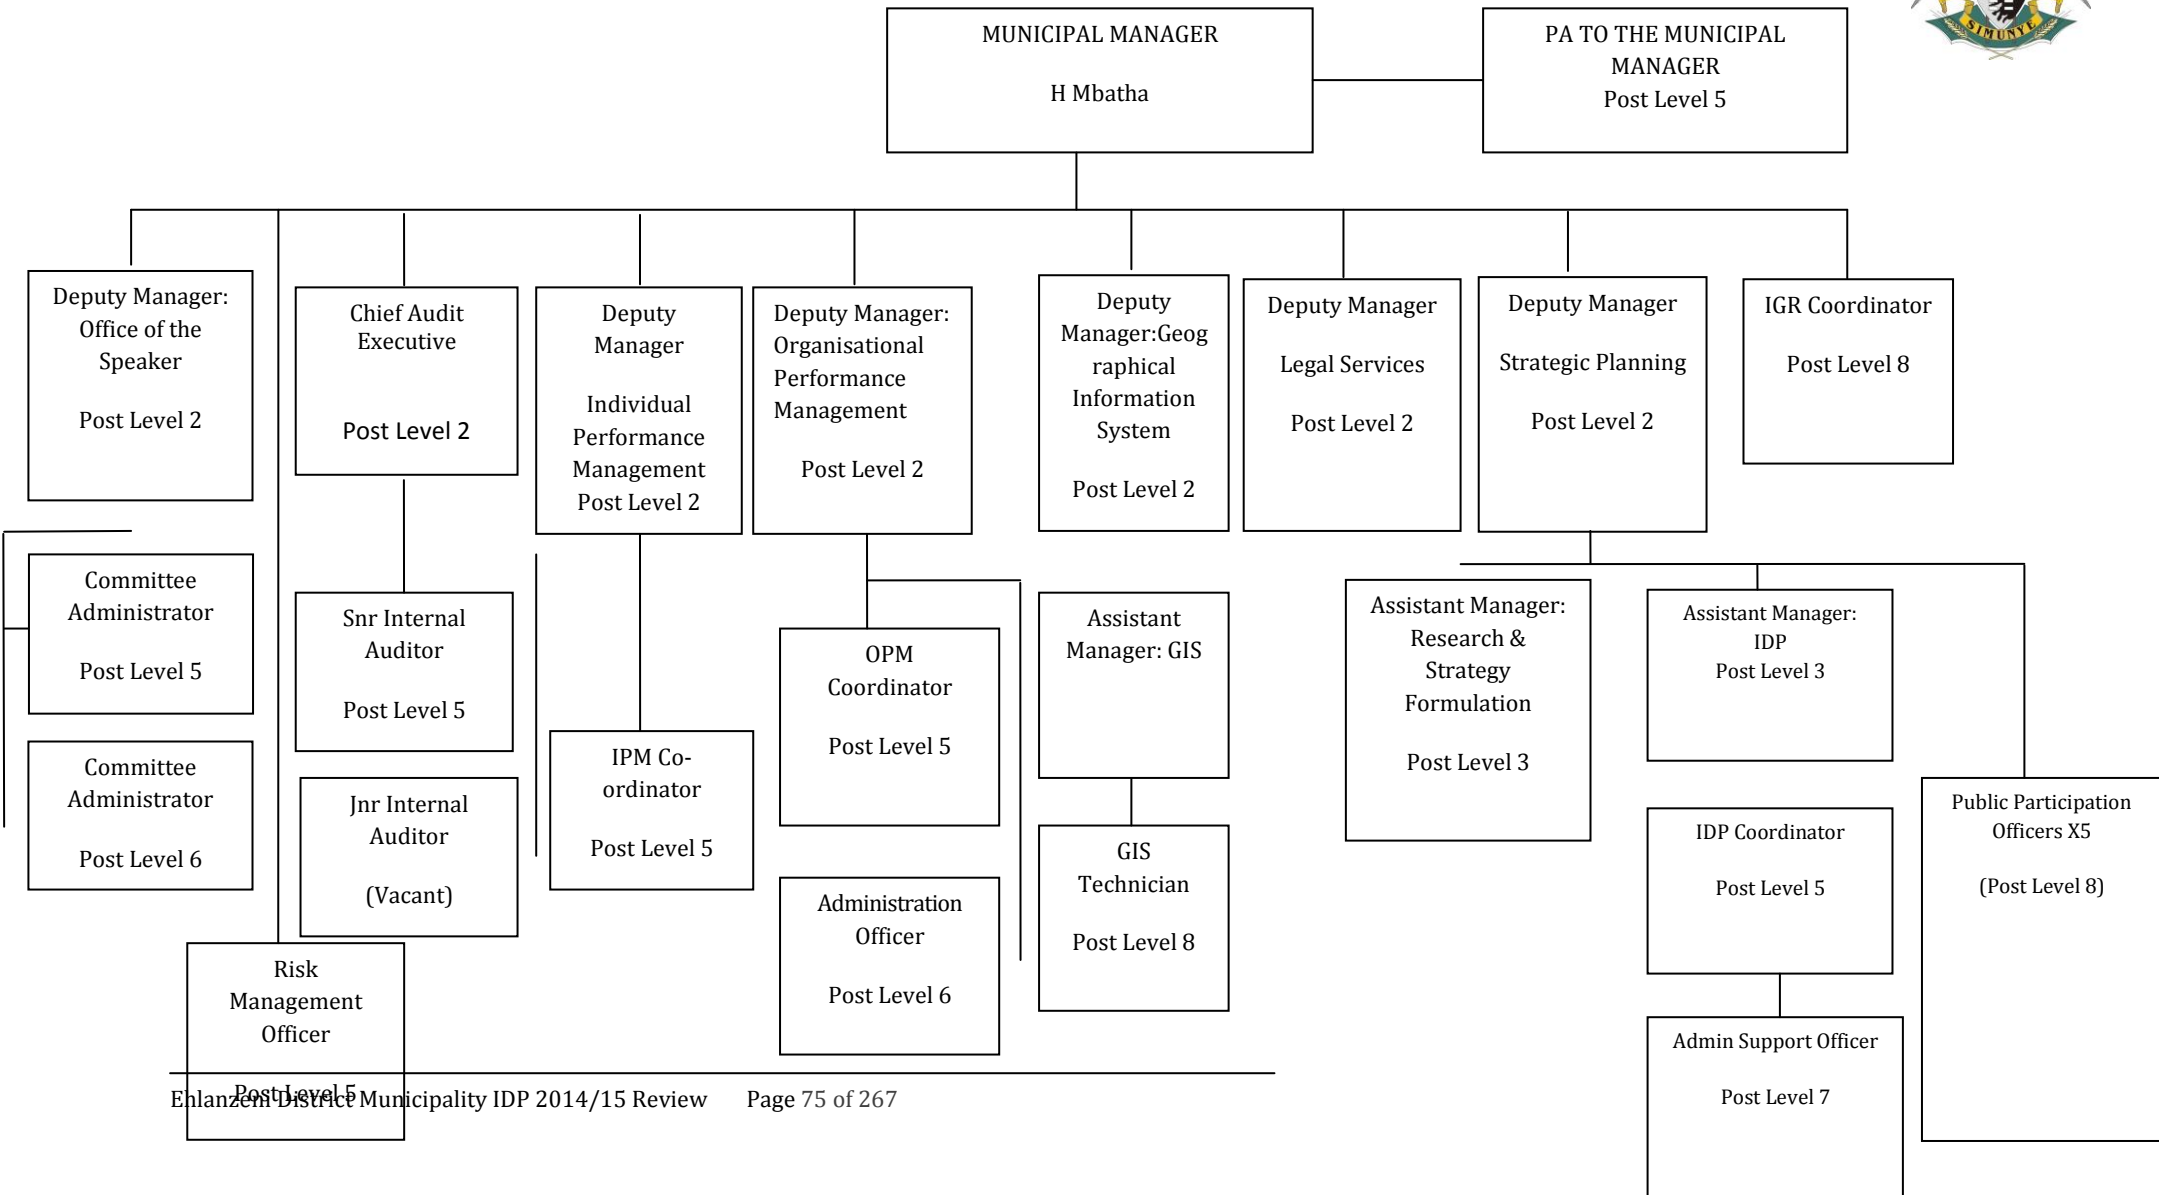 SIMUNYE
MUNICIPAL MANAGER
H Mbatha
PA TO THE MUNICIPAL
MANAGER
Post Level 5
Deputy Manager:
Office of the
Speaker
Post Level 2
Chief Audit
Executive
Post Level 2
Deputy
Manager
Individual
Performance
Management
Post Level 2
Deputy Manager:
Organisational
Performance
Management
Post Level 2
Deputy
Manager:Geog
raphical
Information
System
Post Level 2
Deputy Manager
Legal Services
Post Level 2
Deputy Manager
Strategic Planning
Post Level 2
IGR Coordinator
Post Level 8
Committee
Administrator
Post Level 5
Committee
Administrator
Post Level 6
Snr Internal
Auditor
Post Level 5
Jnr Internal
Auditor
(Vacant)
Risk
Management
Officer
Post Level 5
IPM Co-
ordinator
Post Level 5
OPM
Coordinator
Post Level 5
Administration
Officer
Post Level 6
Assistant
Manager: GIS
GIS
Technician
Post Level 8
Assistant Manager:
Research &
Strategy
Formulation
Post Level 3
Assistant Manager:
IDP
Post Level 3
IDP Coordinator
Post Level 5
Admin Support Officer
Post Level 7
Public Participation
Officers X5
(Post Level 8)
Ehlanzeni District Municipality IDP 2014/15 Review Page 75 of 267